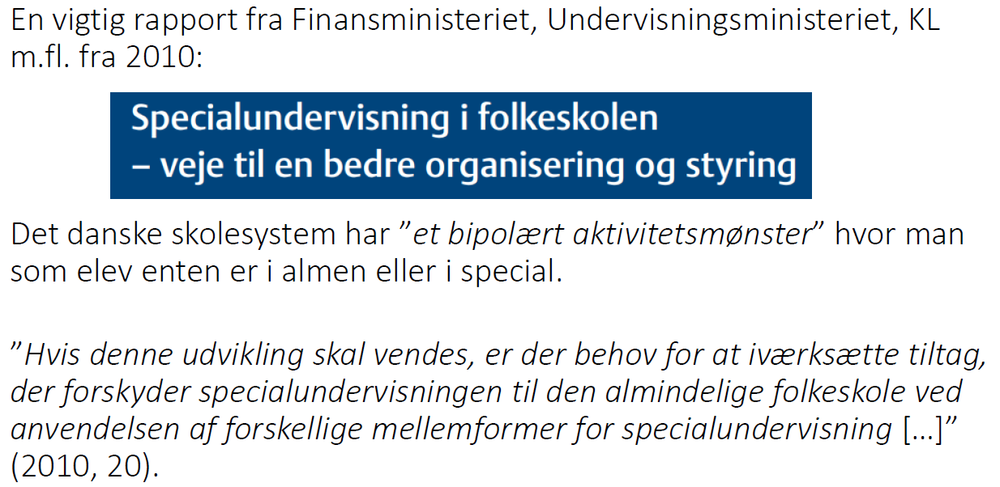 En vigtig rapport fra Finansministeriet, Undervisningsministeriet, KL
m.fl. fra 2010:
Specialundervisning i folkeskolen
– veje til en bedre organisering og styring
Det danske skolesystem har ”et bipolært aktivitetsmønster” hvor man
som elev enten er i almen eller i special.
”Hvis denne udvikling skal vendes, er der behov for at iværksætte tiltag,
der forskyder specialundervisningen til den almindelige folkeskole ved
anvendelsen af forskellige mellemformer for specialundervisning […]”
(2010, 20).